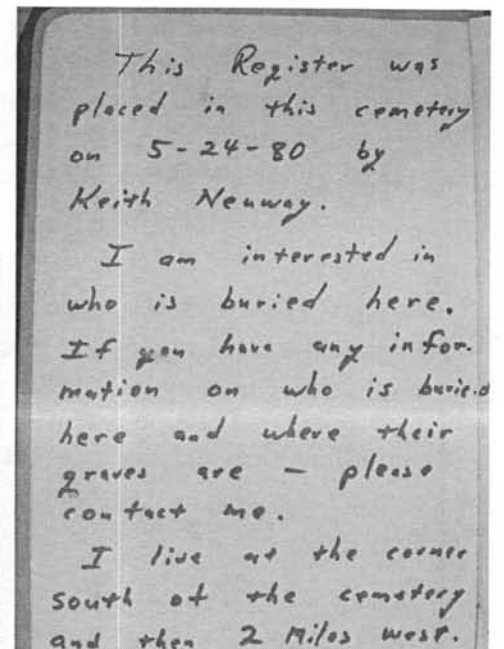 This Register was
placed in this cemetery
on 5-24-80 by
Keith Neuway.
I am interested in
who is buried here.
If you have any infor-
mation on who is buried
here and where their
graves are — please
contact me.
I live at the corner
south of the cemetery
and then 2 Miles west.